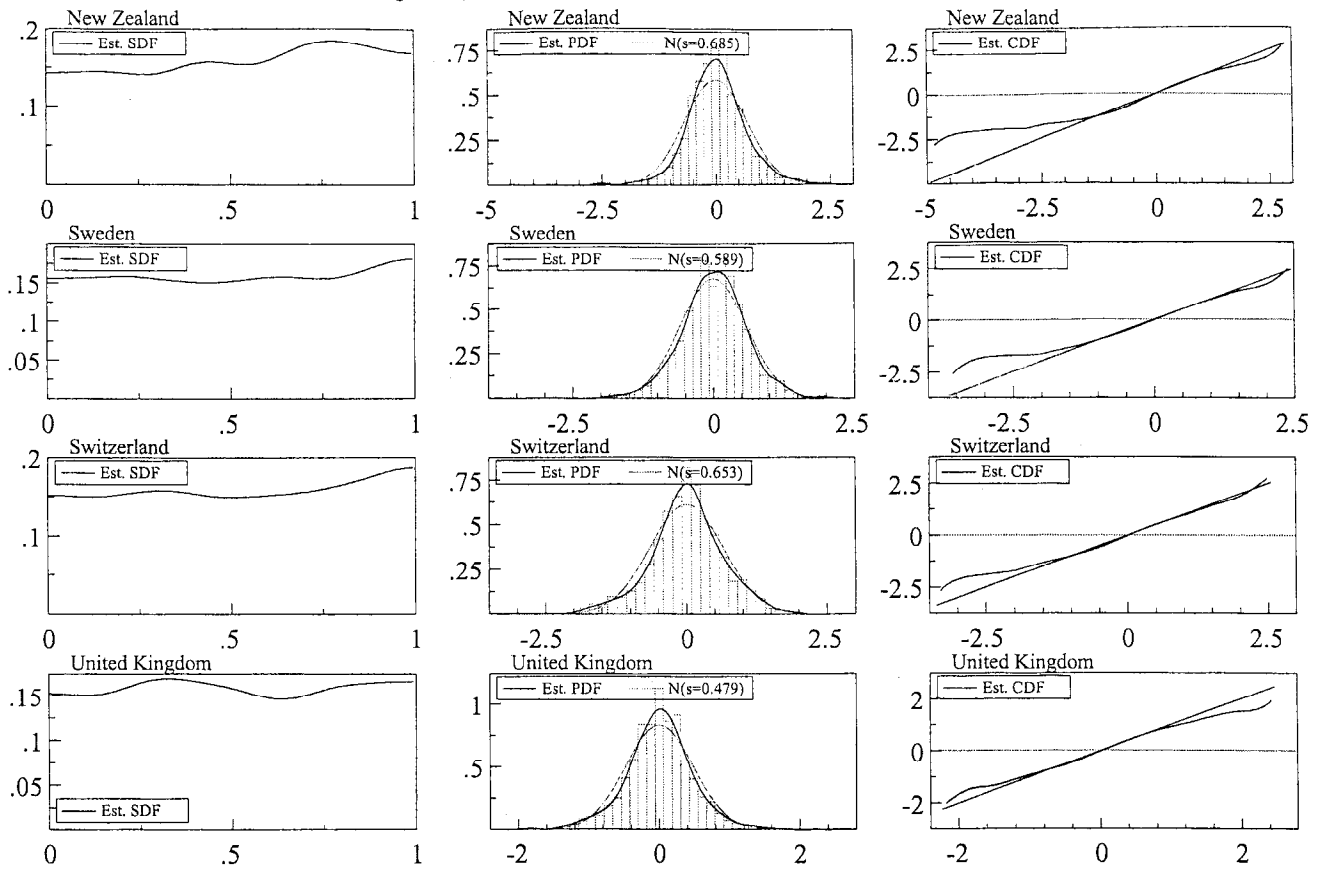 New Zealand New Zealand New Zealand
.2 Est. SDF
.1
0 .5 1
.75 Est. PDF N(s=0.685)
.5
.25
-5 -2.5 0 2.5
2.5 Est. CDF
0
-2.5
-5 -2.5 0 2.5
Sweden Sweden Sweden
Est. SDF
.15
.1
.05
0 .5 1
.75 Est. PDF N(s=0.589)
.5
.25
-2.5 0 2.5
2.5 Est. CDF
0
-2.5
-2.5 0 2.5
Switzerland Switzerland Switzerland
.2 Est. SDF
.1
0 .5 1
.75 Est. PDF N(s=0.653)
.5
.25
-2.5 0 2.5
2.5 Est. CDF
0
-2.5
-2.5 0 2.5
United Kingdom United Kingdom United Kingdom
.15
.1
.05 Est. SDF
0 .5 1
Est. PDF N(s=0.479)
1
.5
-2 0 2
2 Est. CDF
0
-2
-2 0 2